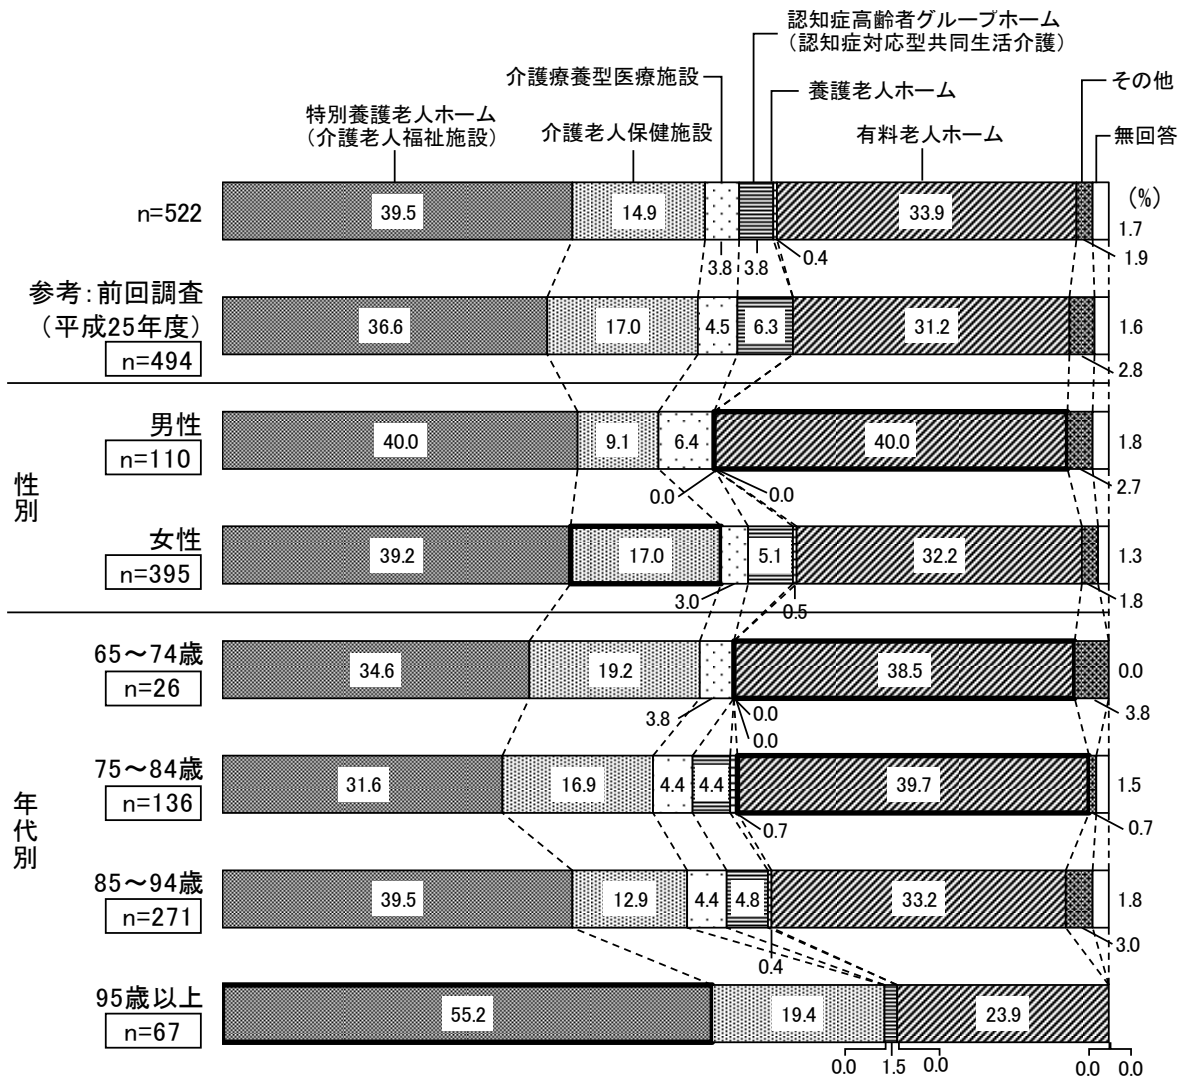 認知症高齢者グループホーム
（認知症対応型共同生活介護）
介護療養型医療施設
養護老人ホーム
その他
特別養護老人ホーム
（介護老人福祉施設）
介護老人保健施設
有料老人ホーム
無回答
(%)
n=522
39.5
14.9
3.8
3.8
0.4
33.9
1.9
1.7
参考：前回調査
（平成25年度）
n=494
36.6
17.0
4.5
6.3
31.2
2.8
1.6
性別
男性
n=110
40.0
9.1
6.4
0.0
0.0
40.0
2.7
1.8
女性
n=395
39.2
17.0
3.0
5.1
0.5
32.2
1.8
1.3
年代別
65～74歳
n=26
34.6
19.2
3.8
0.0
0.0
38.5
3.8
0.0
75～84歳
n=136
31.6
16.9
4.4
4.4
0.7
39.7
0.7
1.5
85～94歳
n=271
39.5
12.9
4.4
4.8
0.4
33.2
3.0
1.8
95歳以上
n=67
55.2
19.4
0.0
1.5
0.0
23.9
0.0
0.0